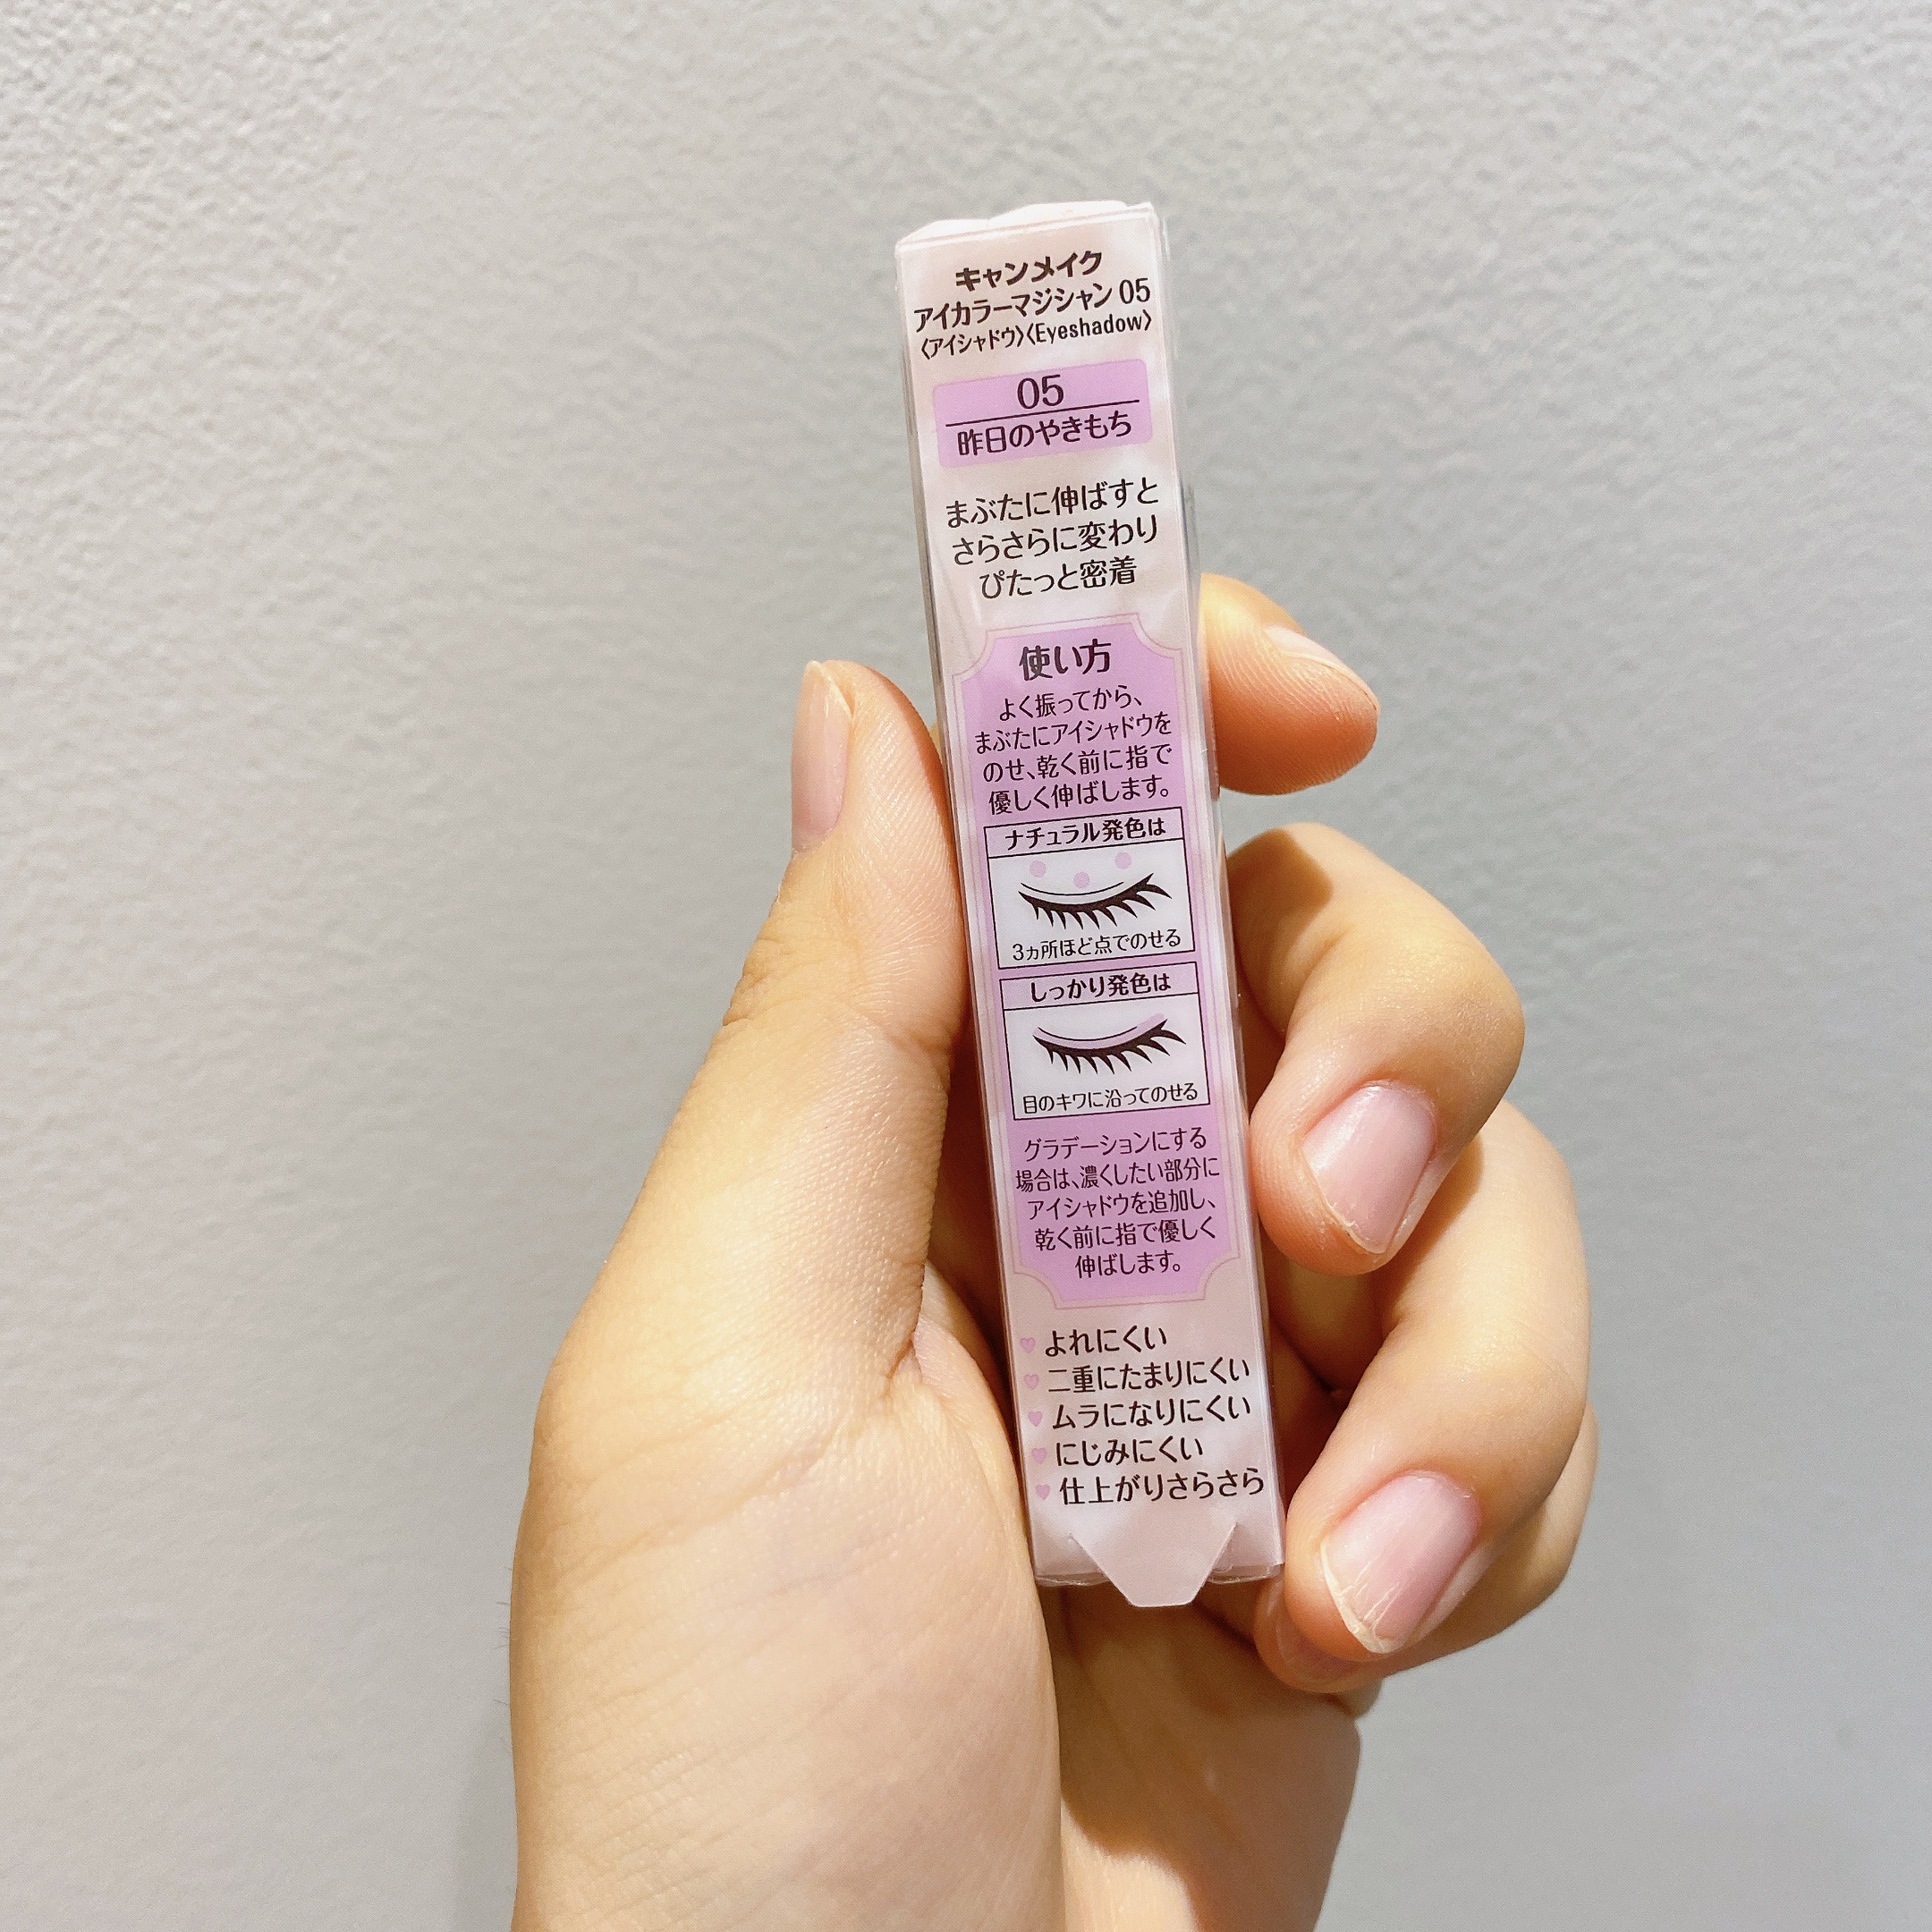 キャンメイク
アイカラーマジシャン 05
〈アイシャドウ〉〈Eyeshadow〉
05
昨日のやきもち
まぶたに伸ばすと
さらさらに変わり
ぴたっと密着
使い方
よく振ってから、
まぶたにアイシャドウを
のせ、乾く前に指で
優しく伸ばします。
ナチュラル発色は
3ヵ所ほど点でのせる
しっかり発色は
目のキワに沿ってのせる
グラデーションにする
場合は、濃くしたい部分に
アイシャドウを追加し、
乾く前に指で優しく
伸ばします。
♥ よれにくい
♥ 二重にたまりにくい
♥ ムラになりにくい
♥ にじみにくい
♥ 仕上がりさらさら